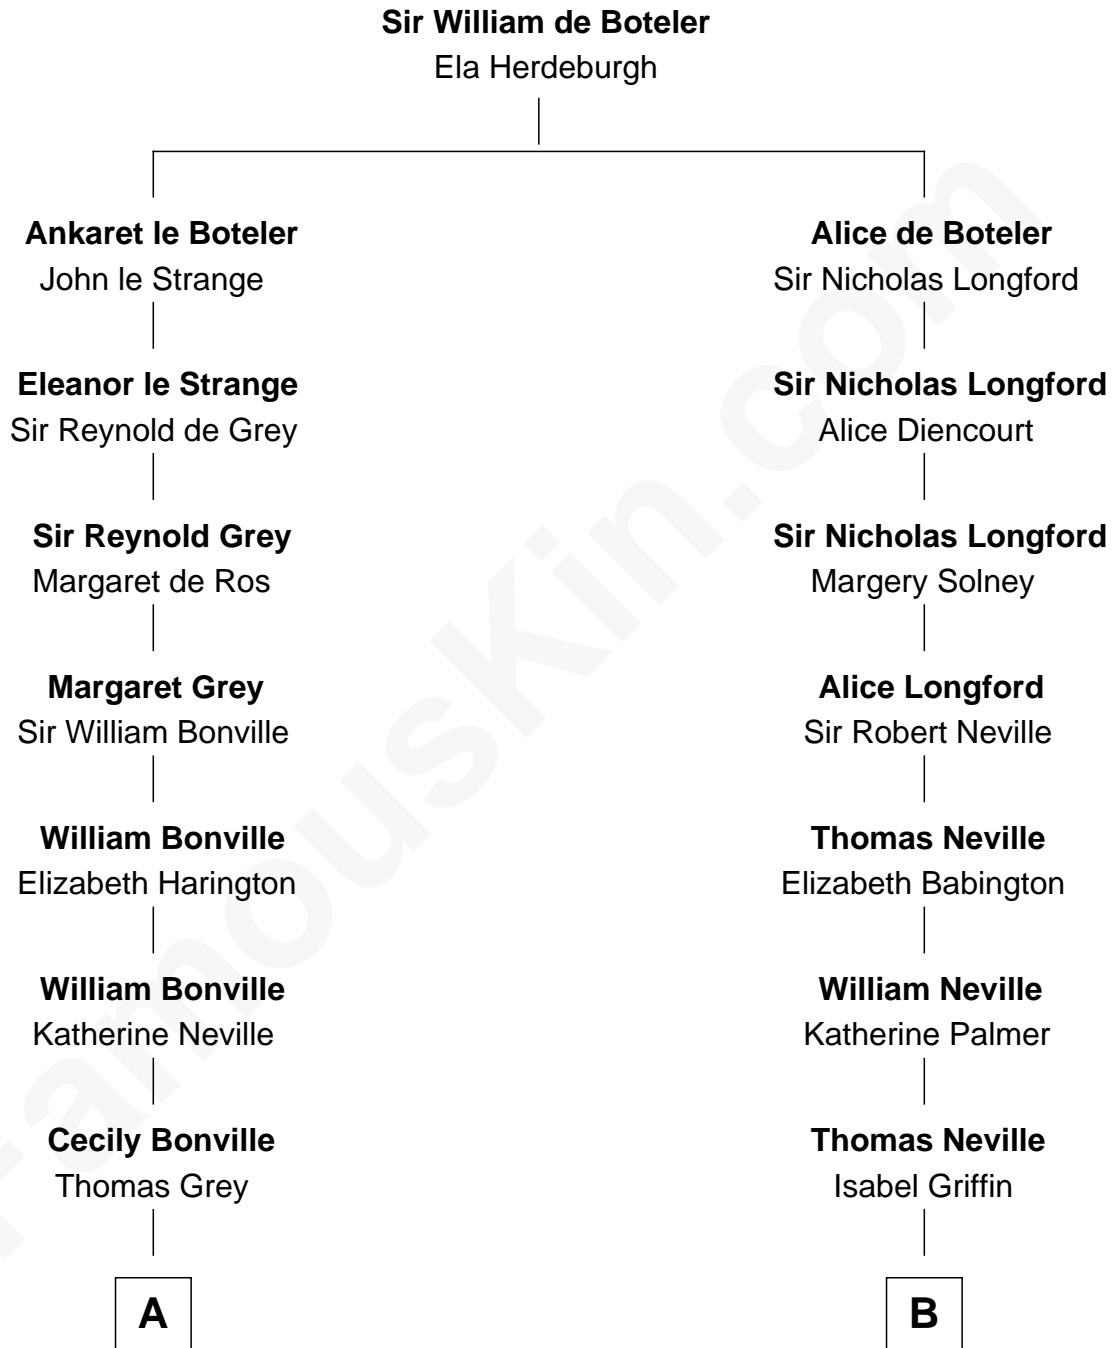 Sir William de Boteler
Ela Herdeburgh
Ankaret le Boteler
John le Strange
Alice de Boteler
Sir Nicholas Longford
Eleanor le Strange
Sir Reynold de Grey
Sir Nicholas Longford
Alice Diencourt
Sir Reynold Grey
Margaret de Ros
Sir Nicholas Longford
Margery Solney
Margaret Grey
Sir William Bonville
Alice Longford
Sir Robert Neville
William Bonville
Elizabeth Harington
Thomas Neville
Elizabeth Babington
William Bonville
Katherine Neville
William Neville
Katherine Palmer
Cecily Bonville
Thomas Grey
Thomas Neville
Isabel Griffin
A
B
FamousKin.com